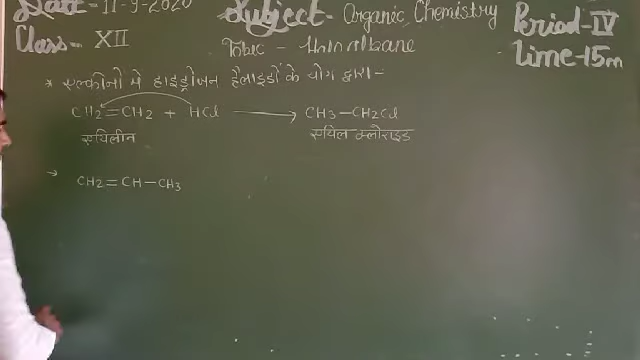 Date - 11-9-2020
Subject - Organic Chemistry
Period - IV
Class - XII
Topic - Haloalkane
Time - 15m
* एल्कीनों में हाइड्रोजन हैलाइडों के योग द्वारा -
CH2=CH2 + HCl ⟶ CH3-CH2Cl
एथिलीन एथिल क्लोराइड
→ CH2=CH-CH3